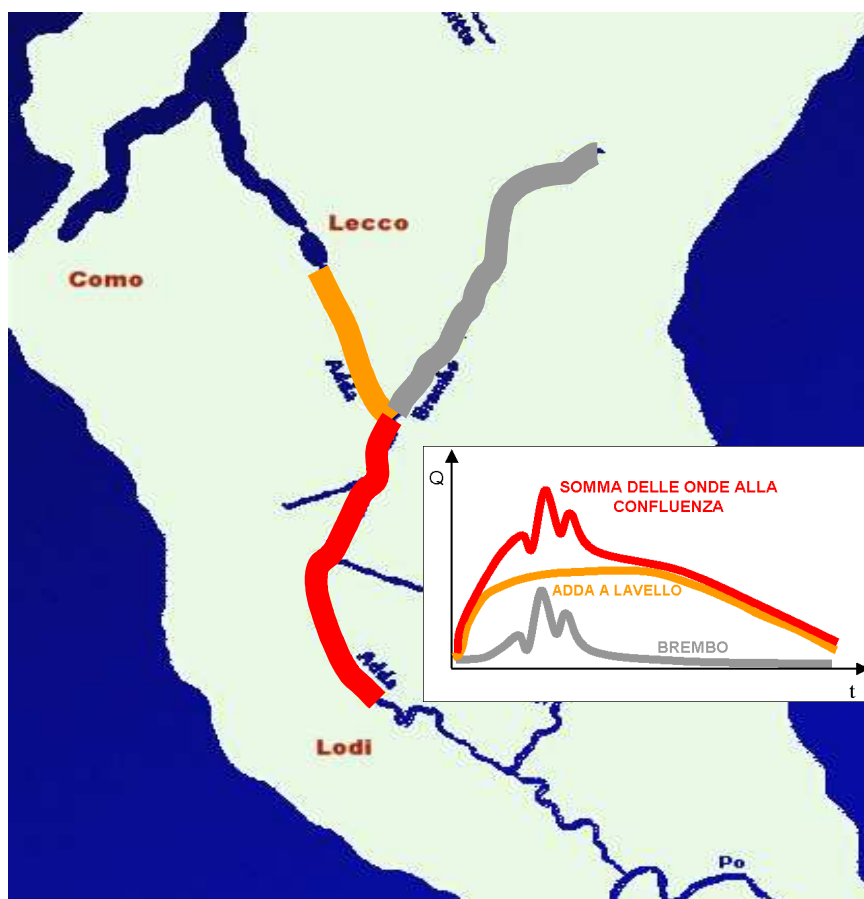 Lecco
Como
Adda
Brembo
Q
SOMMA DELLE ONDE ALLA
CONFLUENZA
ADDA A LAVELLO
BREMBO
t
Adda
Lodi
Po